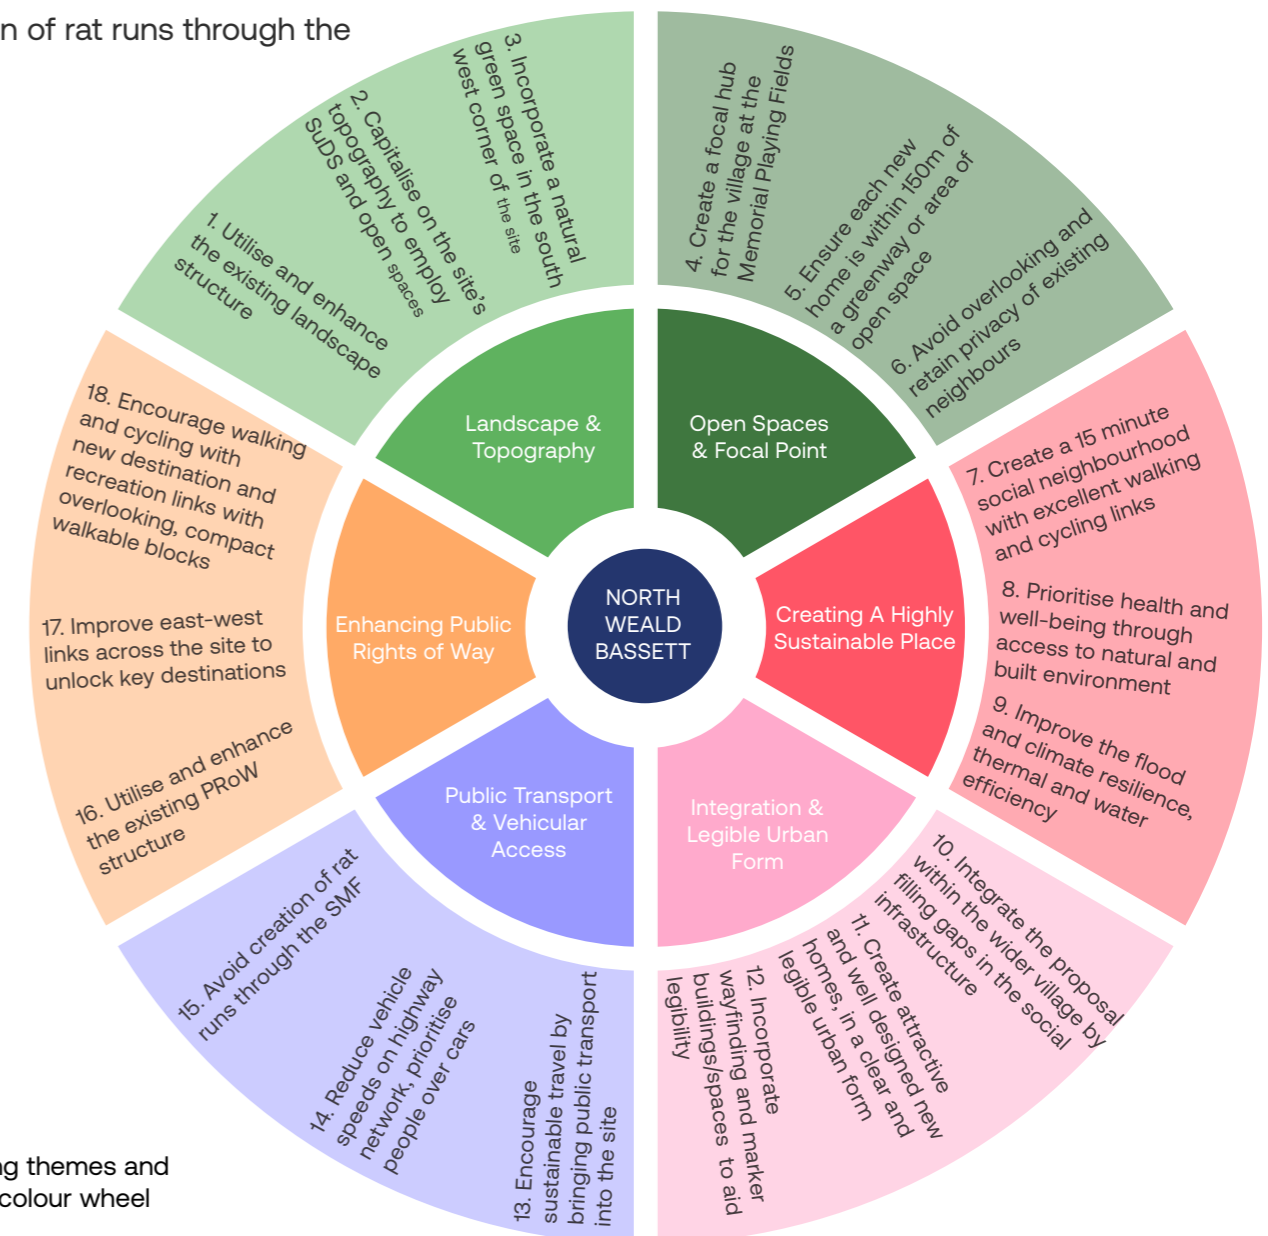 n of rat runs through the
3. Incorporate a natural
green space in the south
west corner of the site
2. Capitalise on the site's
topography to employ
SuDS and open spaces
1. Utilise and enhance
the existing landscape
structure
4. Create a focal hub
for the village at the
Memorial Playing Fields
5. Ensure each new
home is within 150m of
a greenway or area of
open space
6. Avoid overlooking and
retain privacy of existing
neighbours
7. Create a 15 minute
social neighbourhood
with excellent walking
and cycling links
8. Prioritise health and
well-being through
access to natural and
built environment
9. Improve the flood
and climate resilience,
thermal and water
efficiency
10. Integrate the proposal
within the wider village by
filling gaps in the social
infrastructure
11. Create attractive
and well designed new
homes, in a clear and
legible urban form
12. Incorporate
wayfinding and marker
buildings/spaces to aid
legibility
13. Encourage
sustainable travel by
bringing public transport
into the site
14. Reduce vehicle
speeds on highway
network, prioritise
people over cars
15. Avoid creation of rat
runs through the SMF
16. Utilise and enhance
the existing PRoW
structure
17. Improve east-west
links across the site to
unlock key destinations
18. Encourage walking
and cycling with
new destination and
recreation links with
overlooking, compact
walkable blocks
Landscape &
Topography
Open Spaces
& Focal Point
Creating A Highly
Sustainable Place
Integration &
Legible Urban
Form
Public Transport
& Vehicular
Access
Enhancing Public
Rights of Way
NORTH
WEALD
BASSETT
ng themes and
colour wheel